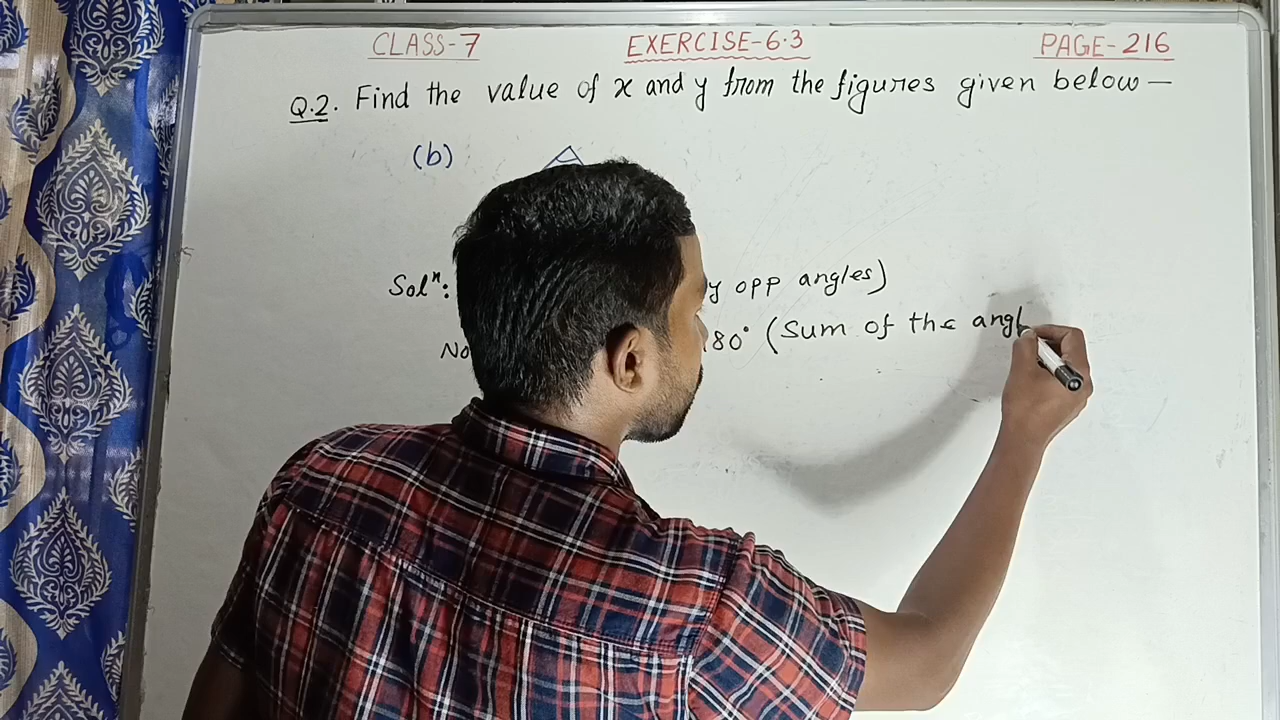 CLASS-7 EXERCISE-6.3 PAGE-216
Q.2. Find the value of x and y from the figures given below—
(b)
Solⁿ: y opp angles)
No 180° (Sum of the angl